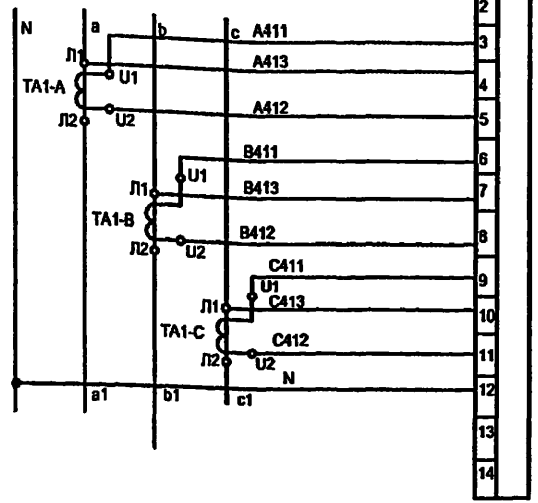 2
N a b c A411
3
Л1
U1
A413
TA1-A
4
A412
Л2
U2
5
B411
6
U1
Л1
B413
7
TA1-B
B412
Л2
U2
8
C411
9
U1
Л1
C413
10
TA1-C
C412
Л2
U2
11
N
12
a1 b1 c1
13
14